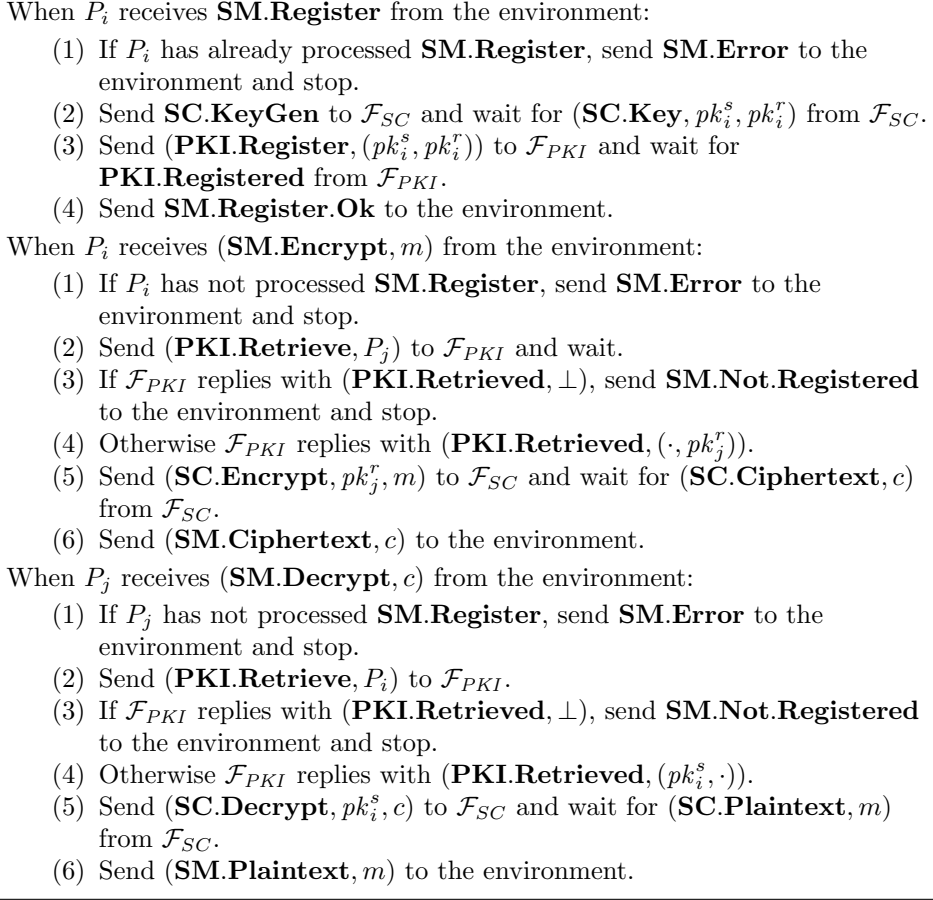 When P_i receives SM.Register from the environment:
(1) If P_i has already processed SM.Register, send SM.Error to the
environment and stop.
(2) Send SC.KeyGen to ℱ_SC and wait for (SC.Key, pk_i^s, pk_i^r) from ℱ_SC.
(3) Send (PKI.Register, (pk_i^s, pk_i^r)) to ℱ_PKI and wait for
PKI.Registered from ℱ_PKI.
(4) Send SM.Register.Ok to the environment.
When P_i receives (SM.Encrypt, m) from the environment:
(1) If P_i has not processed SM.Register, send SM.Error to the
environment and stop.
(2) Send (PKI.Retrieve, P_j) to ℱ_PKI and wait.
(3) If ℱ_PKI replies with (PKI.Retrieved, ⊥), send SM.Not.Registered
to the environment and stop.
(4) Otherwise ℱ_PKI replies with (PKI.Retrieved, (·, pk_j^r)).
(5) Send (SC.Encrypt, pk_j^r, m) to ℱ_SC and wait for (SC.Ciphertext, c)
from ℱ_SC.
(6) Send (SM.Ciphertext, c) to the environment.
When P_j receives (SM.Decrypt, c) from the environment:
(1) If P_j has not processed SM.Register, send SM.Error to the
environment and stop.
(2) Send (PKI.Retrieve, P_i) to ℱ_PKI.
(3) If ℱ_PKI replies with (PKI.Retrieved, ⊥), send SM.Not.Registered
to the environment and stop.
(4) Otherwise ℱ_PKI replies with (PKI.Retrieved, (pk_i^s, ·)).
(5) Send (SC.Decrypt, pk_i^s, c) to ℱ_SC and wait for (SC.Plaintext, m)
from ℱ_SC.
(6) Send (SM.Plaintext, m) to the environment.